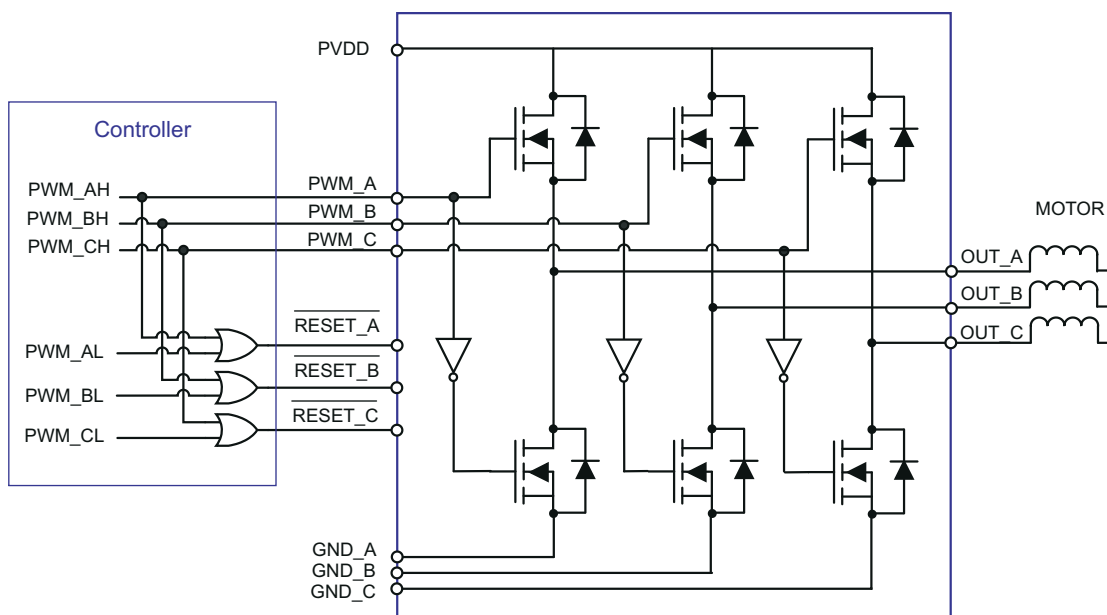 PVDD
Controller
PWM_AH
PWM_BH
PWM_CH
PWM_A
PWM_B
PWM_C
MOTOR
OUT_A
OUT_B
OUT_C
RESET_A
RESET_B
RESET_C
PWM_AL
PWM_BL
PWM_CL
GND_A
GND_B
GND_C